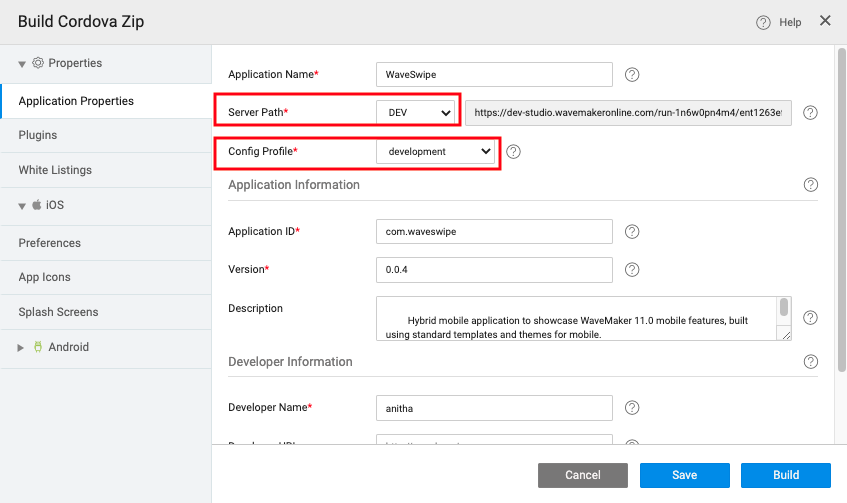 Build Cordova Zip
Help
Properties
Application Properties
Plugins
White Listings
iOS
Preferences
App Icons
Splash Screens
Android
Application Name* WaveSwipe
Server Path* DEV https://dev-studio.wavemakeronline.com/run-1n6w0pn4m4/ent1263e
Config Profile* development
Application Information
Application ID* com.waveswipe
Version* 0.0.4
Description Hybrid mobile application to showcase WaveMaker 11.0 mobile features, built
using standard templates and themes for mobile.
Developer Information
Developer Name* anitha
Cancel Save Build